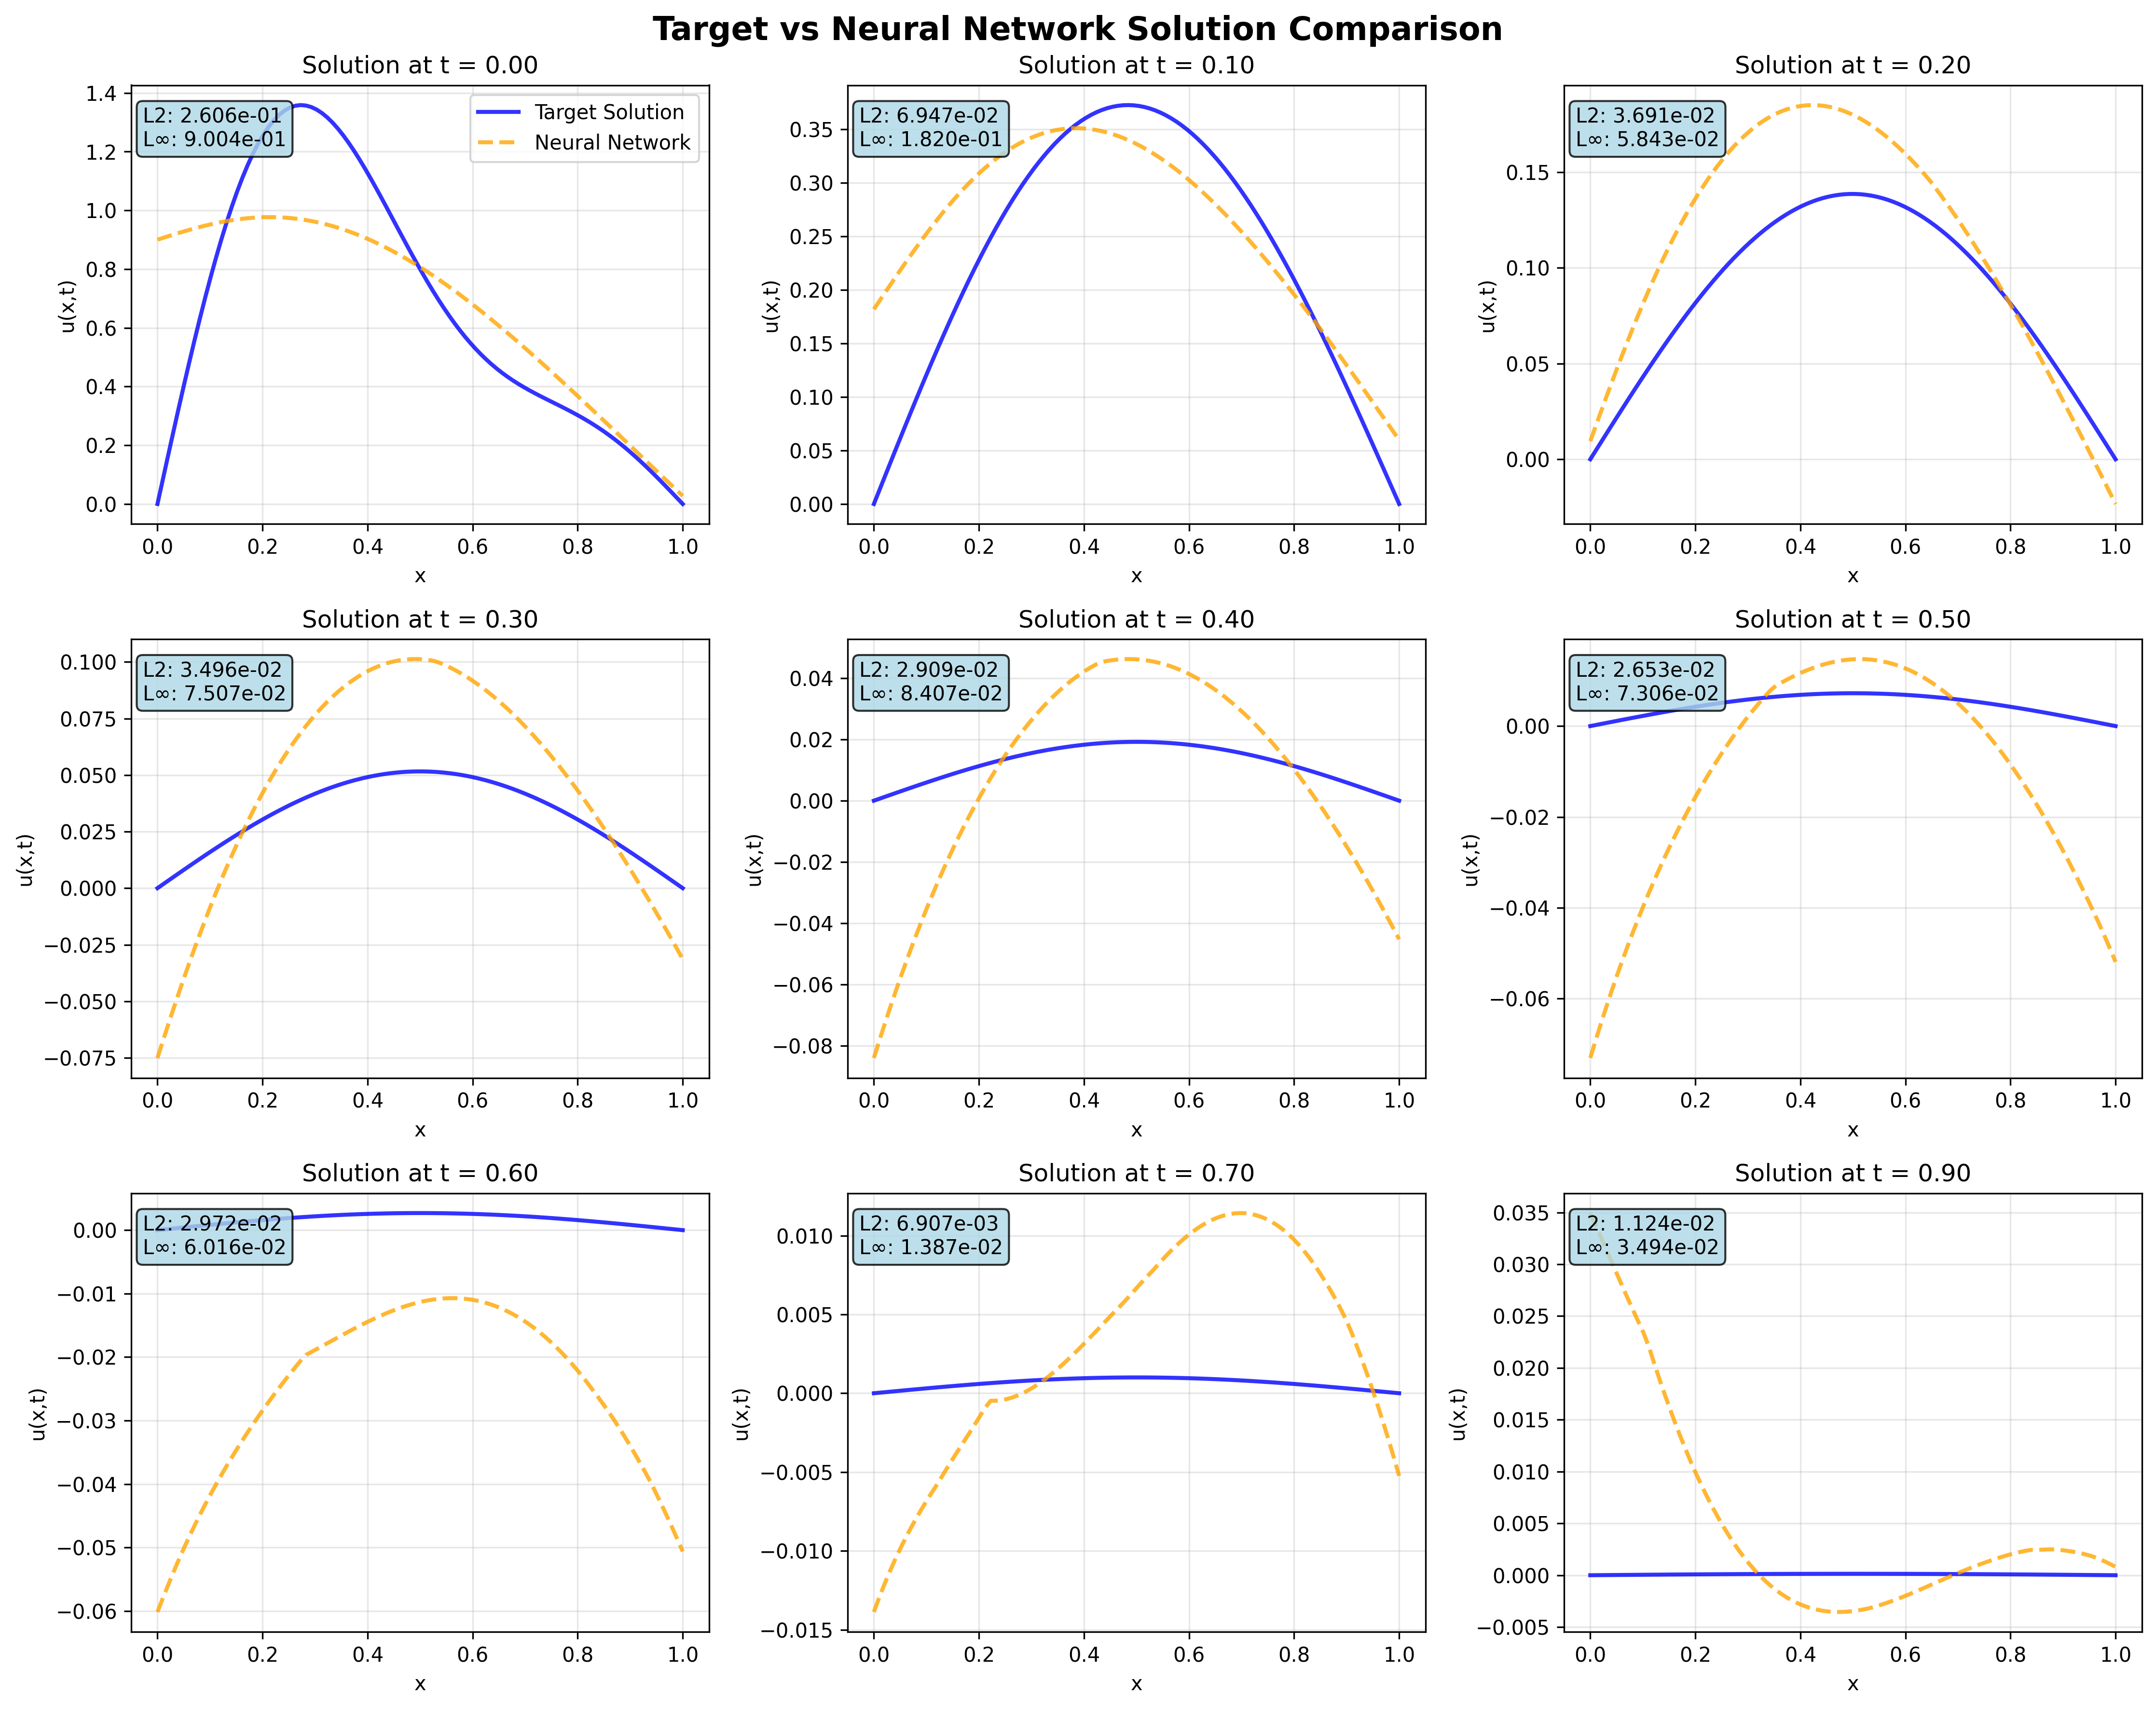 Target vs Neural Network Solution Comparison
Solution at t = 0.00
L2: 2.606e-01
L∞: 9.004e-01
Target Solution
Neural Network
1.4
1.2
1.0
0.8
0.6
0.4
0.2
0.0
u(x,t)
0.0 0.2 0.4 0.6 0.8 1.0
x
Solution at t = 0.10
L2: 6.947e-02
L∞: 1.820e-01
0.35
0.30
0.25
0.20
0.15
0.10
0.05
0.00
u(x,t)
0.0 0.2 0.4 0.6 0.8 1.0
x
Solution at t = 0.20
L2: 3.691e-02
L∞: 5.843e-02
0.15
0.10
0.05
0.00
u(x,t)
0.0 0.2 0.4 0.6 0.8 1.0
x
Solution at t = 0.30
L2: 3.496e-02
L∞: 7.507e-02
0.100
0.075
0.050
0.025
0.000
−0.025
−0.050
−0.075
u(x,t)
0.0 0.2 0.4 0.6 0.8 1.0
x
Solution at t = 0.40
L2: 2.909e-02
L∞: 8.407e-02
0.04
0.02
0.00
−0.02
−0.04
−0.06
−0.08
u(x,t)
0.0 0.2 0.4 0.6 0.8 1.0
x
Solution at t = 0.50
L2: 2.653e-02
L∞: 7.306e-02
0.00
−0.02
−0.04
−0.06
u(x,t)
0.0 0.2 0.4 0.6 0.8 1.0
x
Solution at t = 0.60
L2: 2.972e-02
L∞: 6.016e-02
0.00
−0.01
−0.02
−0.03
−0.04
−0.05
−0.06
u(x,t)
0.0 0.2 0.4 0.6 0.8 1.0
x
Solution at t = 0.70
L2: 6.907e-03
L∞: 1.387e-02
0.010
0.005
0.000
−0.005
−0.010
−0.015
u(x,t)
0.0 0.2 0.4 0.6 0.8 1.0
x
Solution at t = 0.90
L2: 1.124e-02
L∞: 3.494e-02
0.035
0.030
0.025
0.020
0.015
0.010
0.005
0.000
−0.005
u(x,t)
0.0 0.2 0.4 0.6 0.8 1.0
x